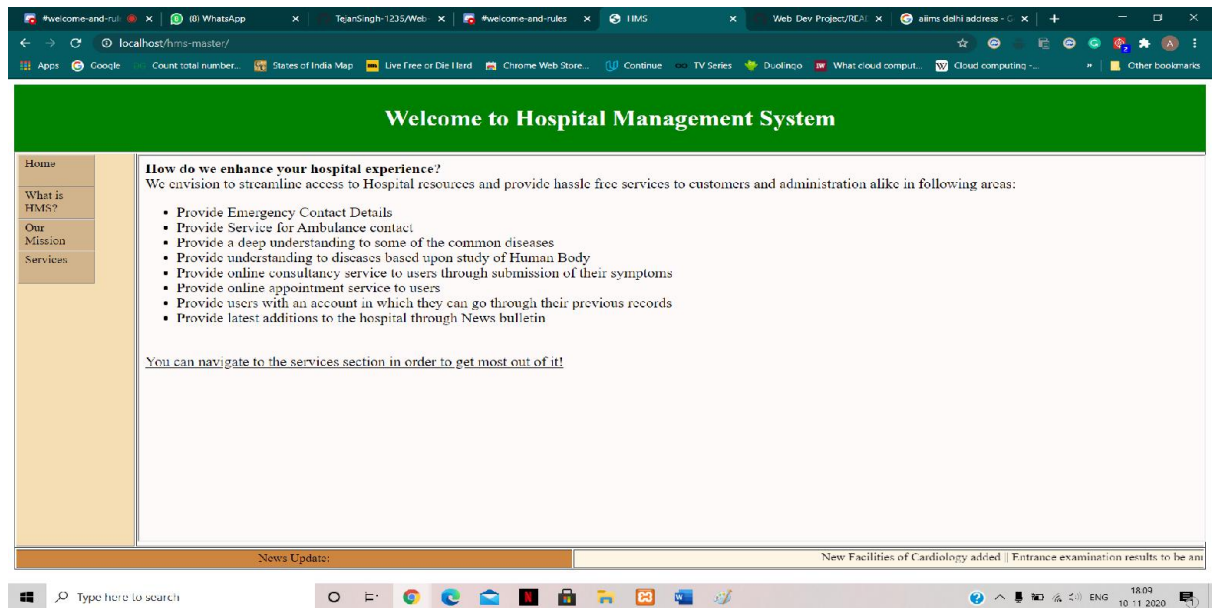 #welcome-and-rul
(8) WhatsApp
TejanSingh-1235/Web-
#welcome-and-rules
HMS
Web Dev Project/REAI
aiims delhi address - G
localhost/hms-master/
Apps
Google
Count total number...
States of India Map
Live Free or Die Hard
Chrome Web Store...
Continue
TV Series
Duolingo
What cloud comput...
Cloud computing -...
»
Other bookmarks
Welcome to Hospital Management System
Home
What is
HMS?
Our
Mission
Services
How do we enhance your hospital experience?
We envision to streamline access to Hospital resources and provide hassle free services to customers and administration alike in following areas:
• Provide Emergency Contact Details
• Provide Service for Ambulance contact
• Provide a deep understanding to some of the common diseases
• Provide understanding to diseases based upon study of Human Body
• Provide online consultancy service to users through submission of their symptoms
• Provide online appointment service to users
• Provide users with an account in which they can go through their previous records
• Provide latest additions to the hospital through News bulletin
You can navigate to the services section in order to get most out of it!
News Update:
New Facilities of Cardiology added || Entrance examination results to be ann
Type here to search
ENG
18:09
10-11-2020